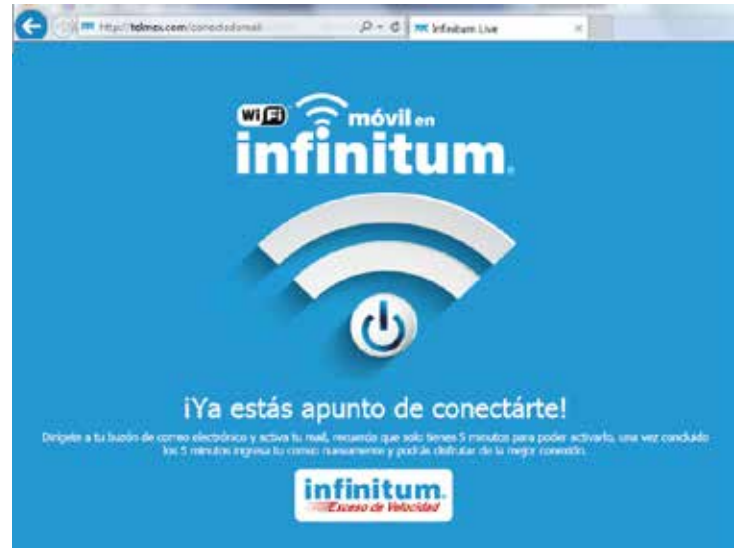 http://telmex.com/conectadomail
Infinitum Live
WiFi móvil en
infinitum.
¡Ya estás apunto de conectárte!
Dirígete a tu buzón de correo electrónico y activa tu mail, recuerda que solo tienes 5 minutos para poder activarlo, una vez concluido
los 5 minutos ingresa tu correo nuevamente y podrás disfrutar de la mejor conexión.
infinitum.
Exceso de Velocidad